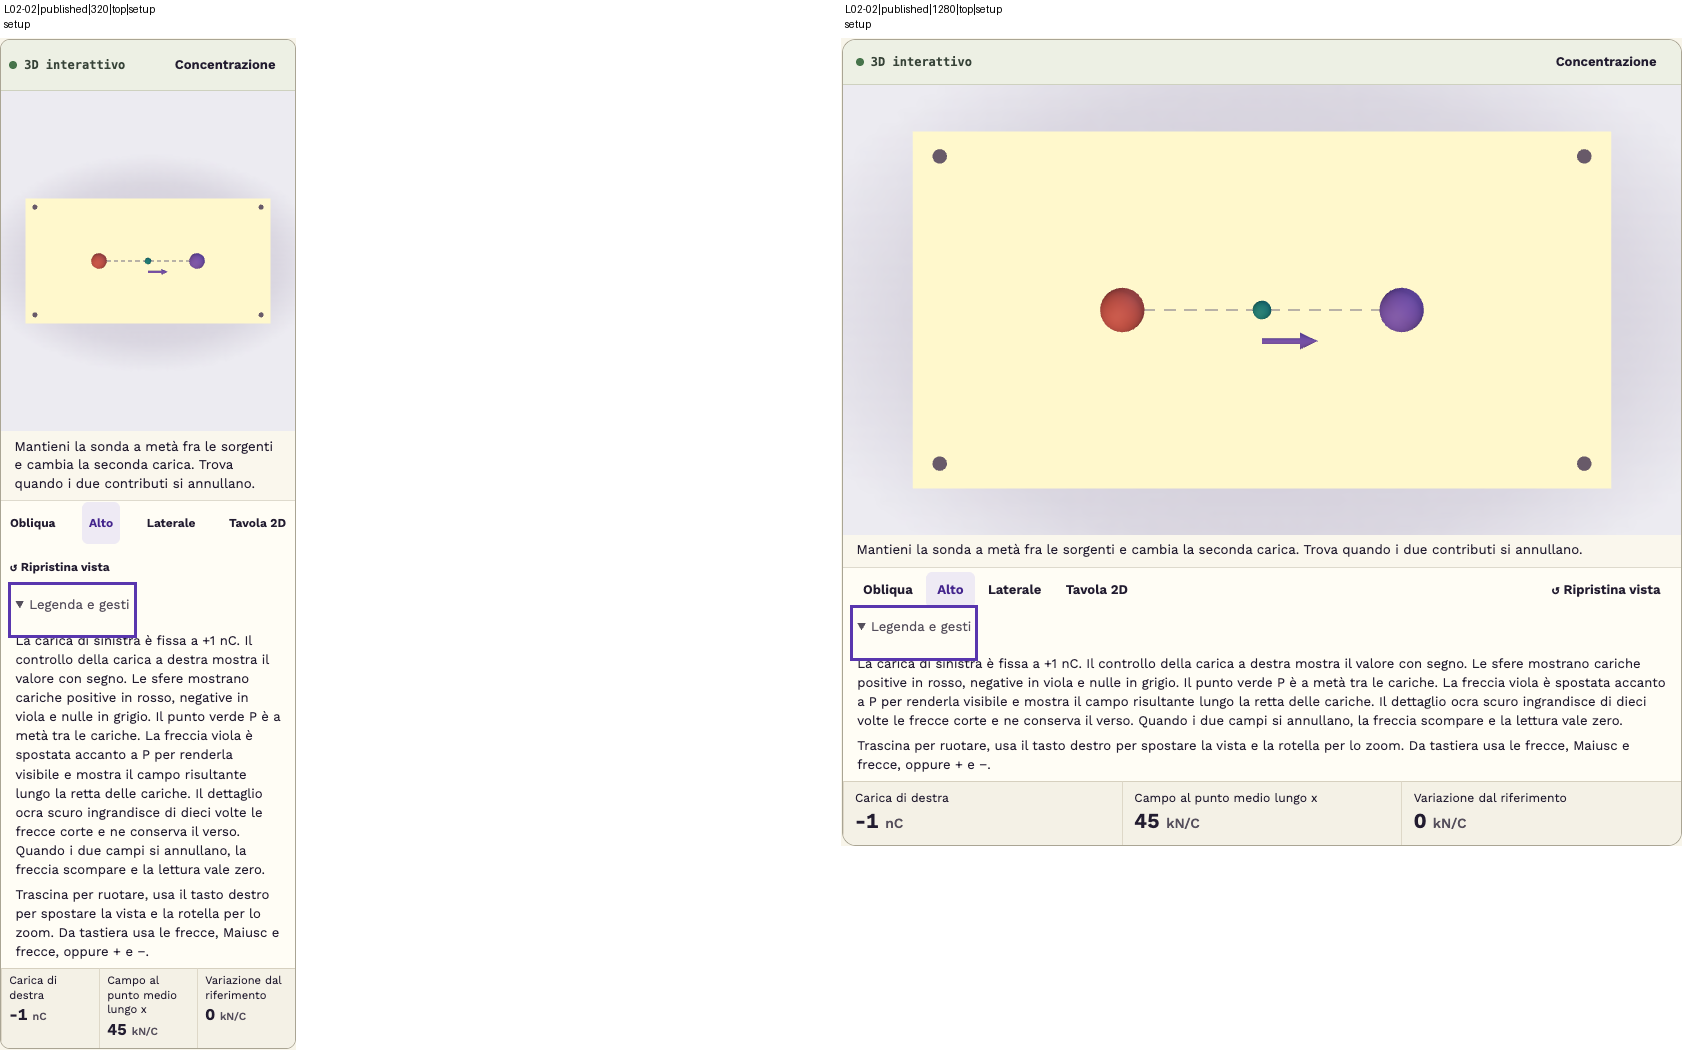 L02-02|published|320|top|setup
setup
3D interattivo
Concentrazione
Mantieni la sonda a metà fra le sorgenti
e cambia la seconda carica. Trova
quando i due contributi si annullano.
Obliqua Alto Laterale Tavola 2D
↺ Ripristina vista
▼ Legenda e gesti
La carica di sinistra è fissa a +1 nC. Il
controllo della carica a destra mostra il
valore con segno. Le sfere mostrano
cariche positive in rosso, negative in
viola e nulle in grigio. Il punto verde P è a
metà tra le cariche. La freccia viola è
spostata accanto a P per renderla
visibile e mostra il campo risultante
lungo la retta delle cariche. Il dettaglio
ocra scuro ingrandisce di dieci volte le
frecce corte e ne conserva il verso.
Quando i due campi si annullano, la
freccia scompare e la lettura vale zero.
Trascina per ruotare, usa il tasto destro
per spostare la vista e la rotella per lo
zoom. Da tastiera usa le frecce, Maiusc e
frecce, oppure + e −.
Carica di
destra
-1 nC
Campo al
punto medio
lungo x
45 kN/C
Variazione dal
riferimento
0 kN/C
L02-02|published|1280|top|setup
setup
3D interattivo
Concentrazione
Mantieni la sonda a metà fra le sorgenti e cambia la seconda carica. Trova quando i due contributi si annullano.
Obliqua Alto Laterale Tavola 2D ↺ Ripristina vista
▼ Legenda e gesti
La carica di sinistra è fissa a +1 nC. Il controllo della carica a destra mostra il valore con segno. Le sfere mostrano cariche
positive in rosso, negative in viola e nulle in grigio. Il punto verde P è a metà tra le cariche. La freccia viola è spostata accanto
a P per renderla visibile e mostra il campo risultante lungo la retta delle cariche. Il dettaglio ocra scuro ingrandisce di dieci
volte le frecce corte e ne conserva il verso. Quando i due campi si annullano, la freccia scompare e la lettura vale zero.
Trascina per ruotare, usa il tasto destro per spostare la vista e la rotella per lo zoom. Da tastiera usa le frecce, Maiusc e
frecce, oppure + e −.
Carica di destra
-1 nC
Campo al punto medio lungo x
45 kN/C
Variazione dal riferimento
0 kN/C